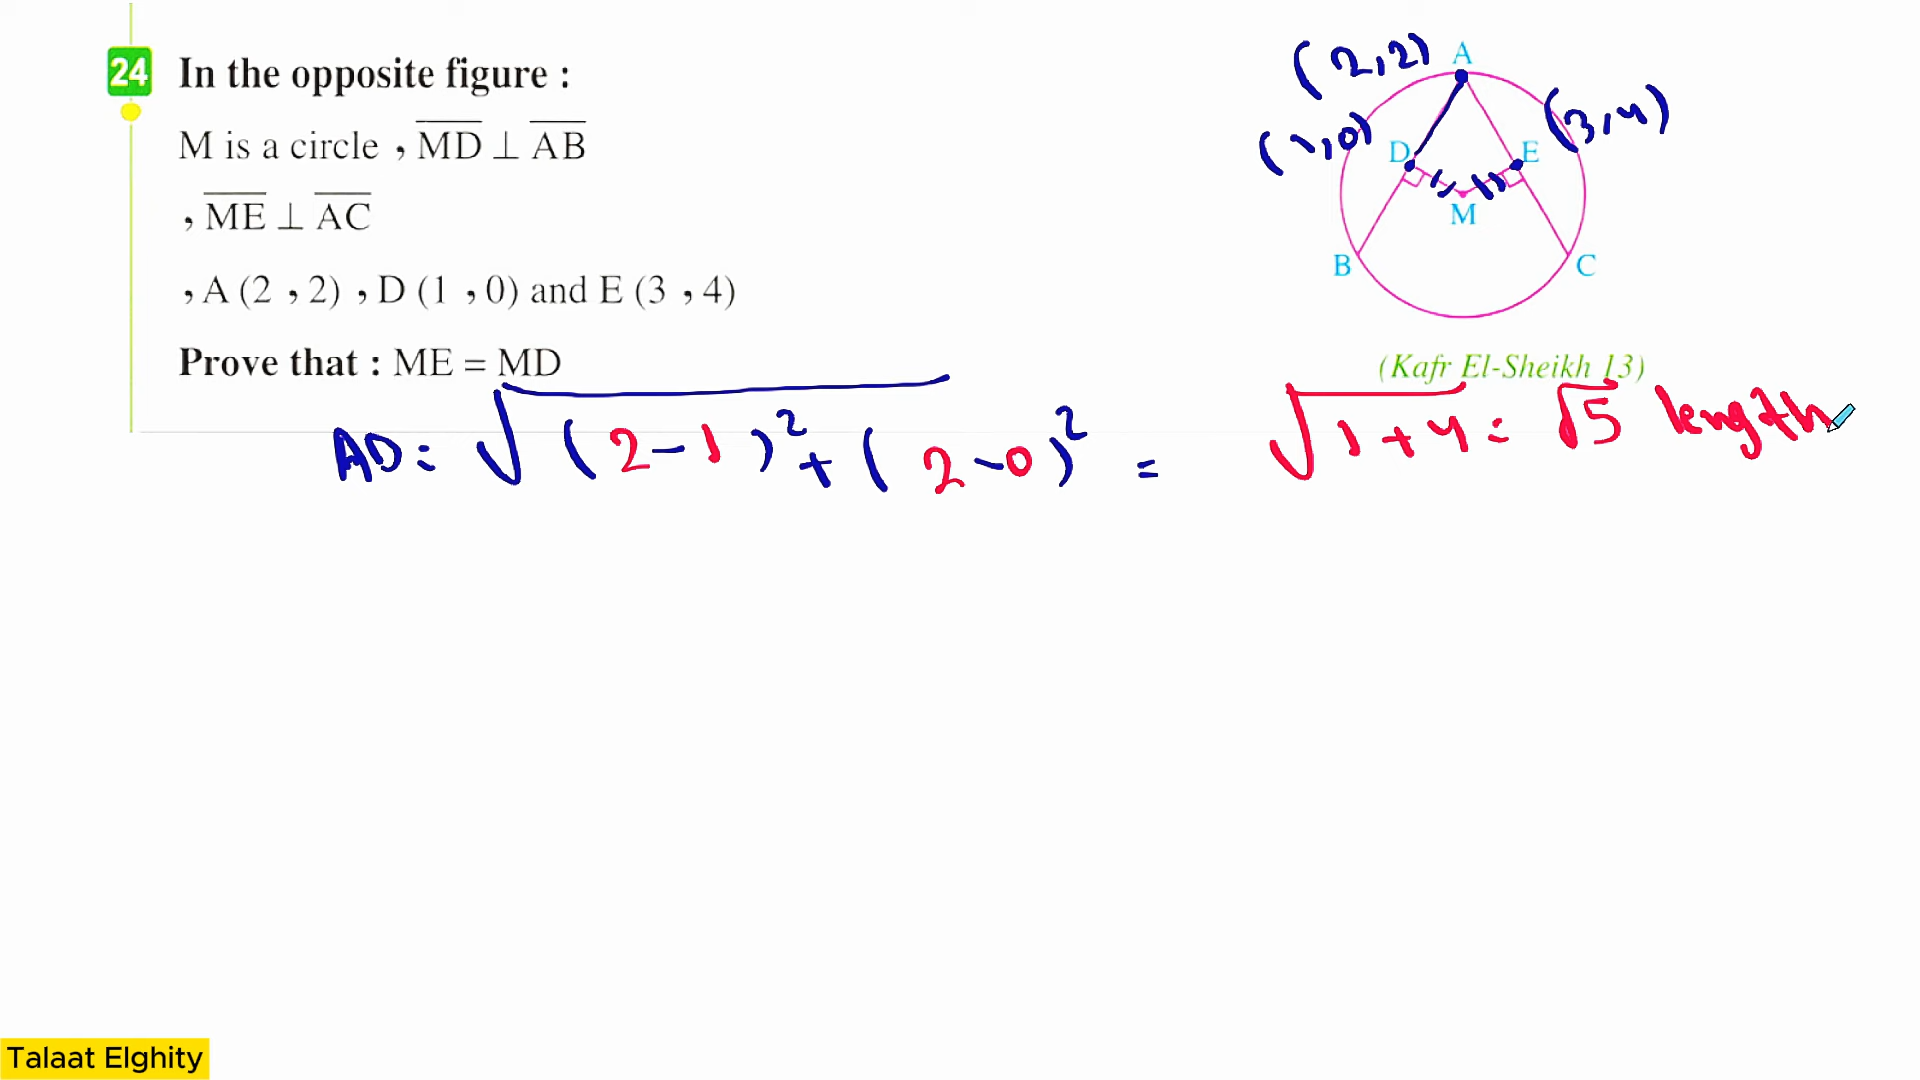 24 In the opposite figure :
M is a circle , MD ⊥ AB
, ME ⊥ AC
, A (2 , 2) , D (1 , 0) and E (3 , 4)
Prove that : ME = MD
(2,2) A
(1,0) (3,4)
D E
M
B C
(Kafr El-Sheikh 13)
AD = √(2-1)² + (2-0)² = √1+4 = √5 length
Talaat Elghity